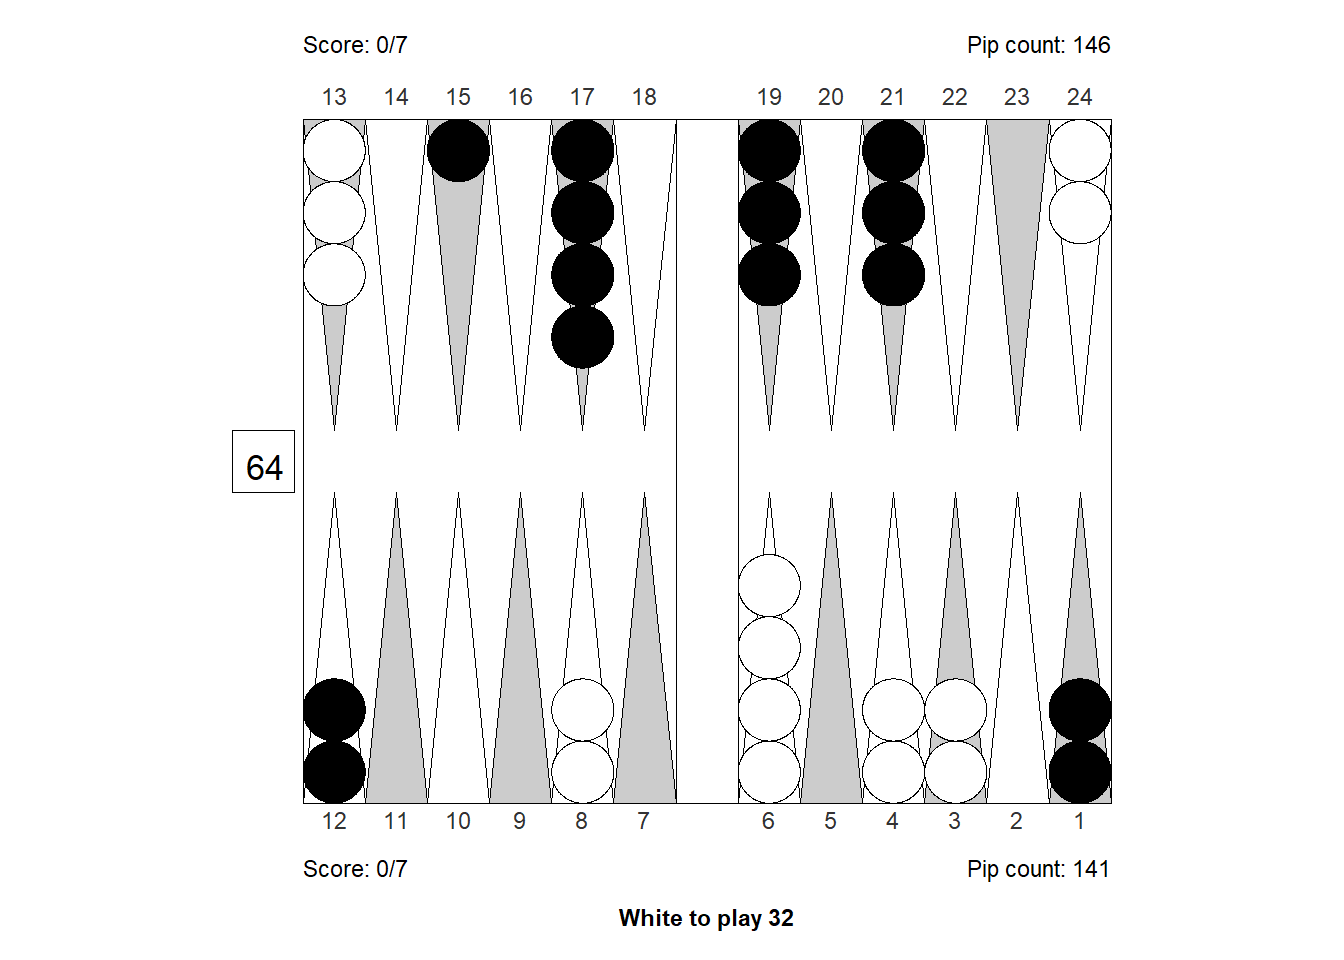 Score: 0/7 Pip count: 146
13 14 15 16 17 18 19 20 21 22 23 24
64
12 11 10 9 8 7 6 5 4 3 2 1
Score: 0/7 Pip count: 141
White to play 32